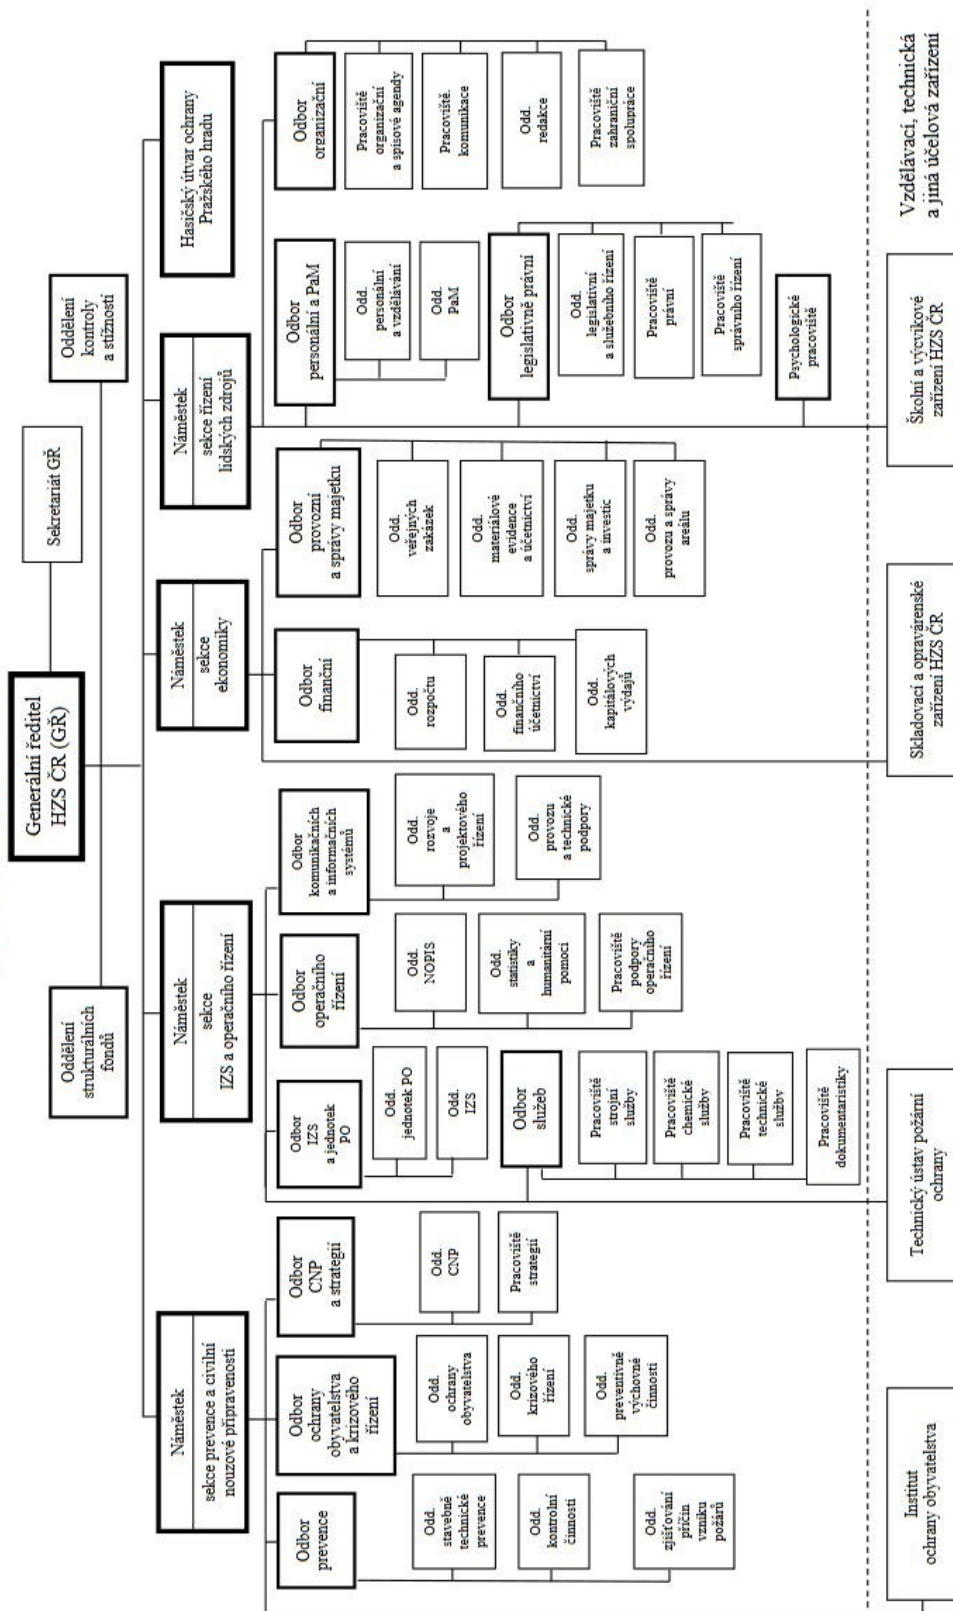 Generální ředitel
HZS ČR (GŘ)
Sekretariát GŘ
Oddělení
strukturálních
fondů
Oddělení
kontroly
a stížností
Náměstek
sekce prevence a civilní
nouzové připravenosti
Náměstek
sekce
IZS a operačního řízení
Náměstek
sekce
ekonomiky
Náměstek
sekce řízení
lidských zdrojů
Hasičský útvar ochrany
Pražského hradu
Odbor
prevence
Odd.
stavebně
technické
prevence
Odd.
kontrolní
činnosti
Odd.
zjišťování
příčin
vzniku
požárů
Odbor
ochrany
obyvatelstva
a krizového
řízení
Odd.
ochrany
obyvatelstva
Odd.
krizového
řízení
Odd.
preventivně
výchovné
činnosti
Odbor
CNP
a strategií
Odd.
CNP
Pracoviště
strategií
Odbor
IZS
a jednotek
PO
Odd.
jednotek PO
Odd.
IZS
Odbor
služeb
Pracoviště
strojní
služby
Pracoviště
chemické
služby
Pracoviště
technické
služby
Pracoviště
dokumentaristiky
Odbor
operačního
řízení
Odd.
NOPIS
Odd.
statistiky
a
humanitární
pomoci
Pracoviště
podpory
operačního
řízení
Odbor
komunikačních
a informačních
systémů
Odd.
rozvoje
a
projektového
řízení
Odd.
provozu
a technické
podpory
Odbor
finanční
Odd.
rozpočtu
Odd.
finančního
účetnictví
Odd.
kapitálových
výdajů
Odbor
provozní
a správy majetku
Odd.
veřejných
zakázek
Odd.
materiálové
evidence
a účetnictví
Odd.
správy majetku
a investic
Odd.
provozu a správy
areálu
Odbor
personální a PaM
Odd.
personální
a vzdělávání
Odd.
PaM
Odbor
legislativně právní
Odd.
legislativní
a služebního řízení
Pracoviště
právní
Pracoviště
správního řízení
Psychologické
pracoviště
Odbor
organizační
Pracoviště
organizační
a spisové agendy
Pracoviště.
komunikace
Odd.
redakce
Pracoviště
zahraniční
spolupráce
Institut
ochrany obyvatelstva
Technický ústav požární
ochrany
Skladovací a opravárenské
zařízení HZS ČR
Školní a výcvikové
zařízení HZS ČR
Vzdělávací, technická
a jiná účelová zařízení